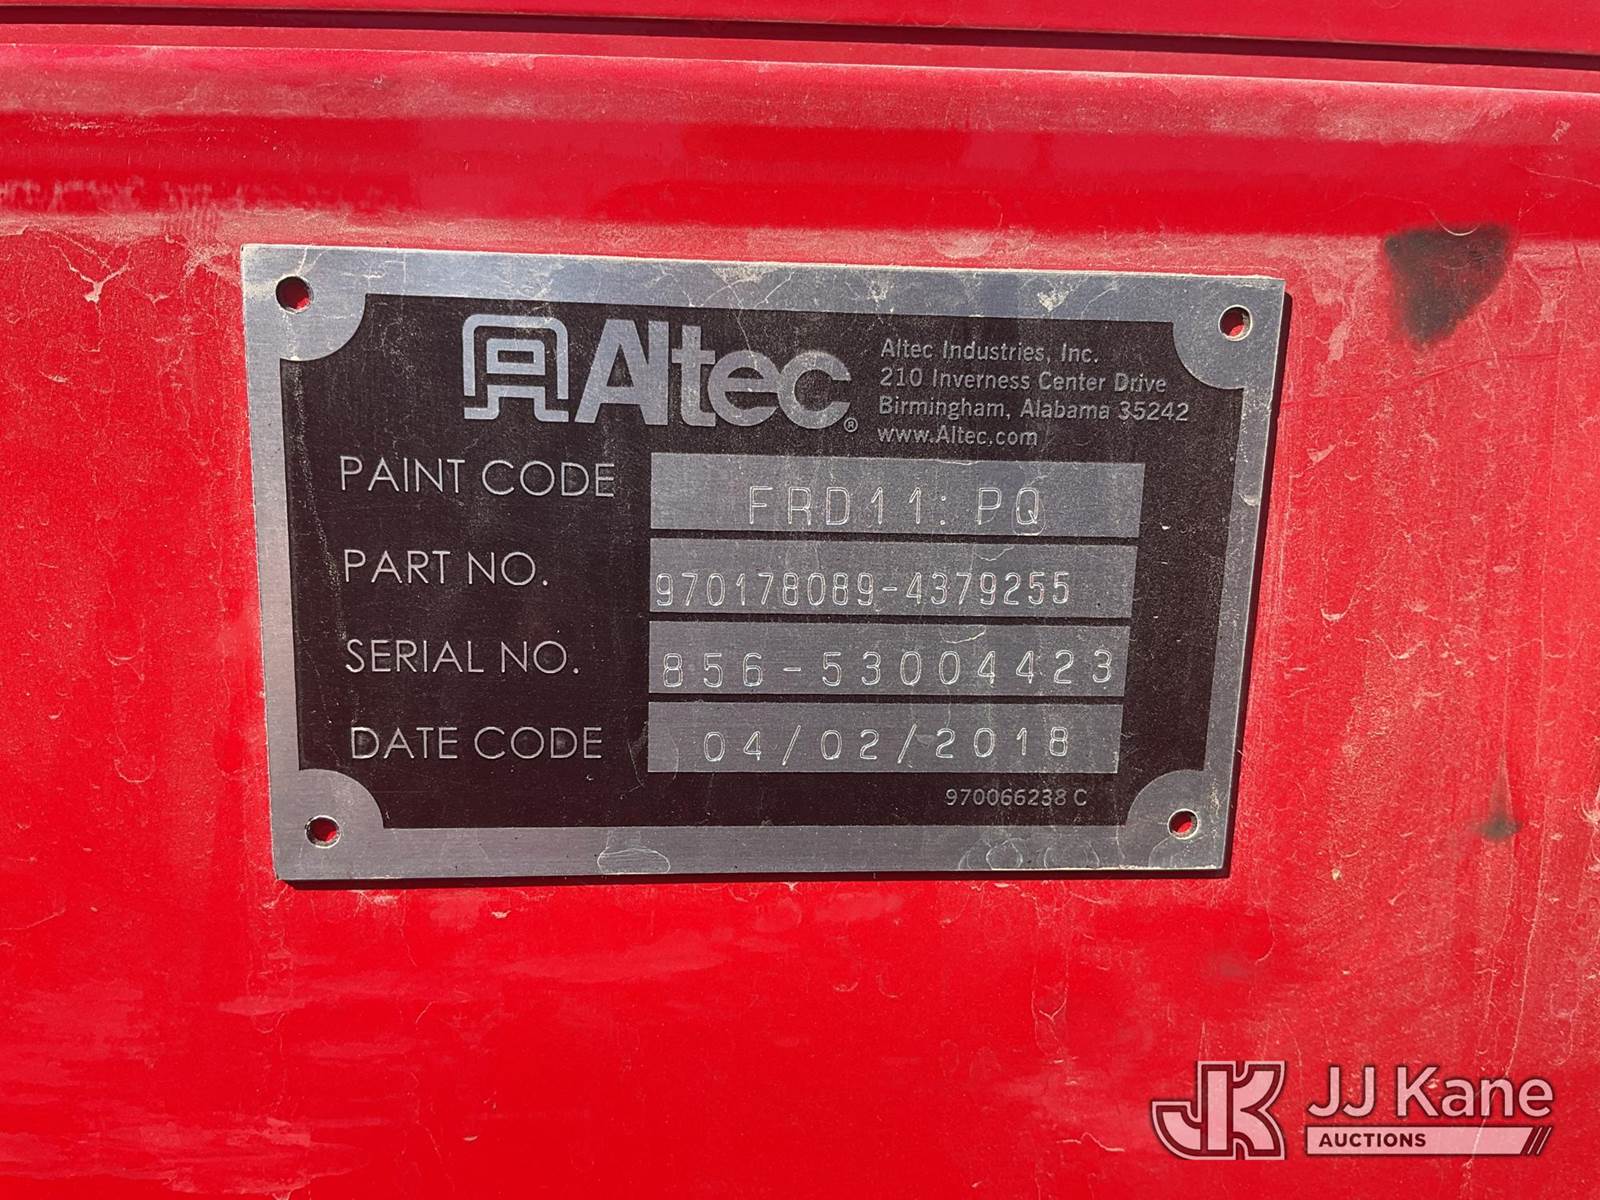 Altec®
Altec Industries, Inc.
210 Inverness Center Drive
Birmingham, Alabama 35242
www.Altec.com
PAINT CODE FRD11: PQ
PART NO. 970178089-4379255
SERIAL NO. 856-53004423
DATE CODE 04/02/2018
970066238 C
JK JJ Kane
AUCTIONS